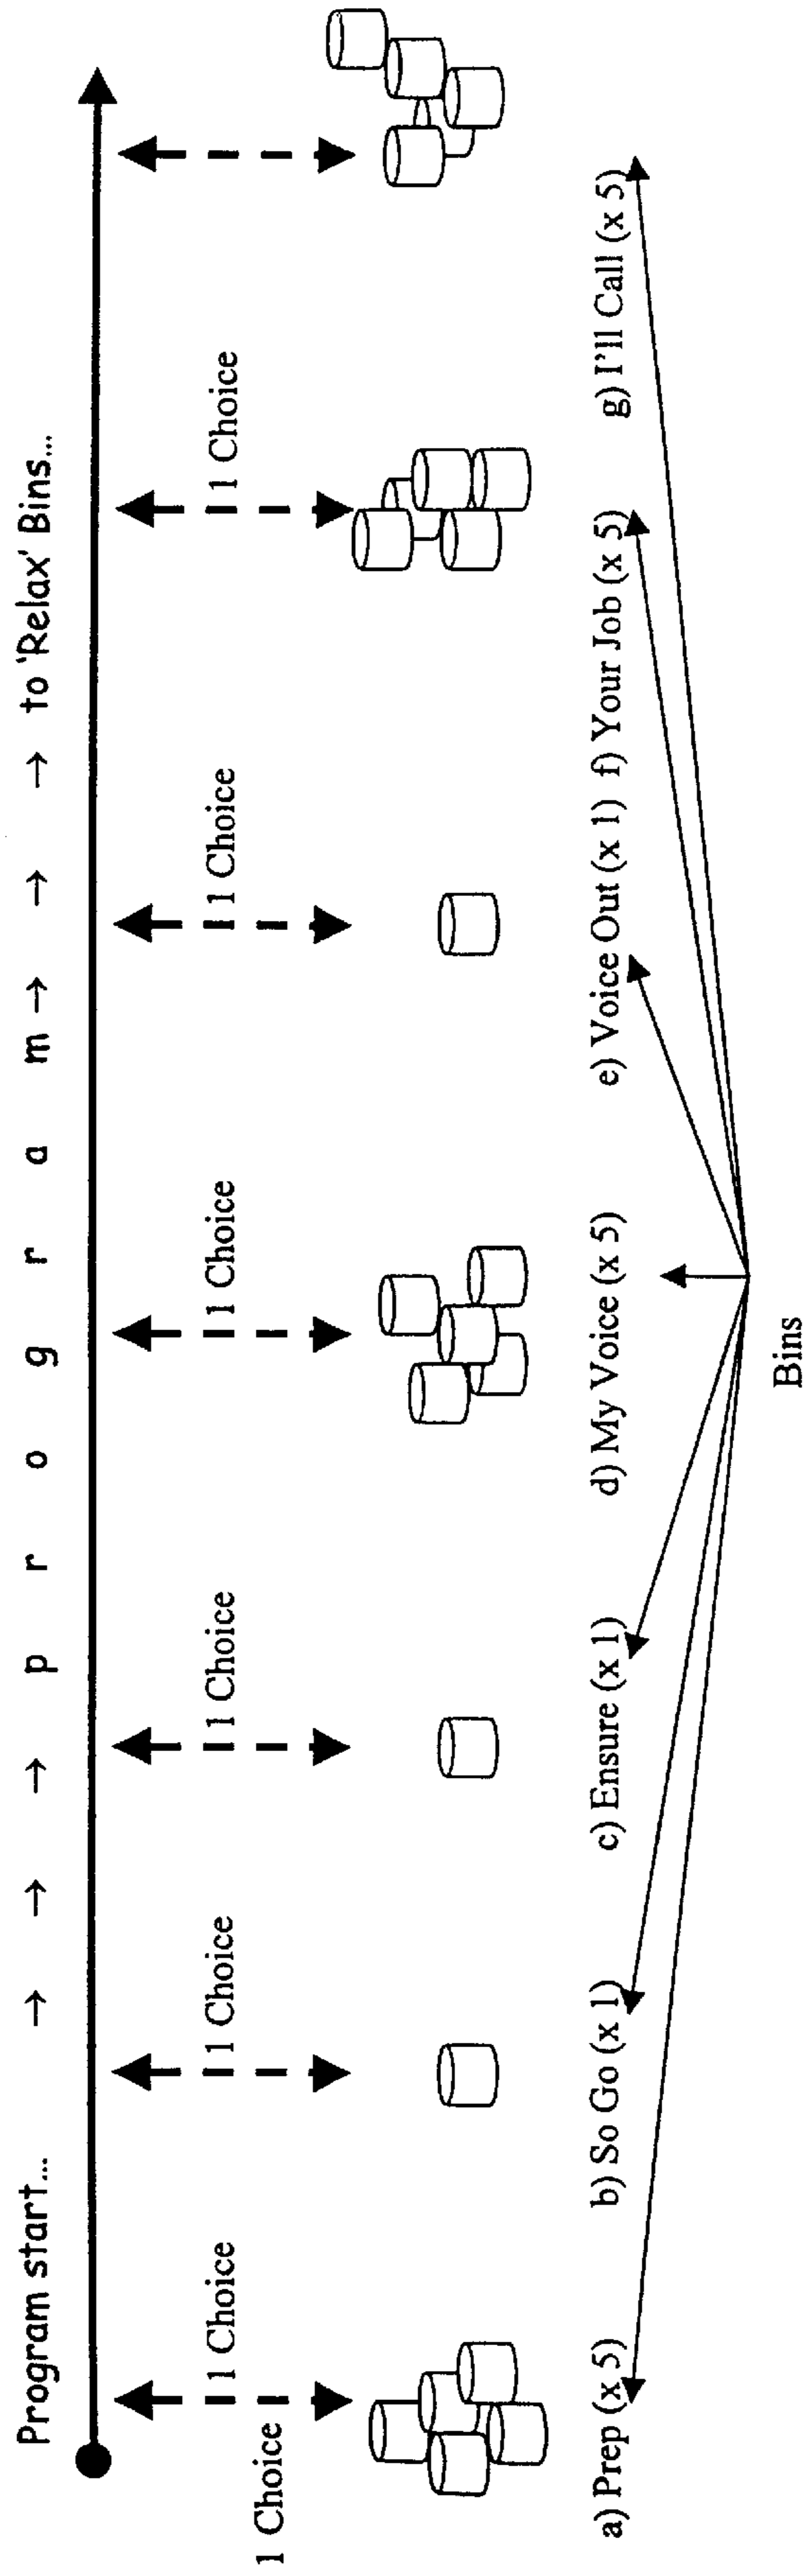 Program start... → → → p r o g r a m → → → to 'Relax' Bins...
1 Choice
1 Choice
1 Choice
1 Choice
1 Choice
1 Choice
1 Choice
a) Prep (x 5)
b) So Go (x 1)
c) Ensure (x 1)
d) My Voice (x 5)
e) Voice Out (x 1)
f) Your Job (x 5)
g) I'll Call (x 5)
Bins